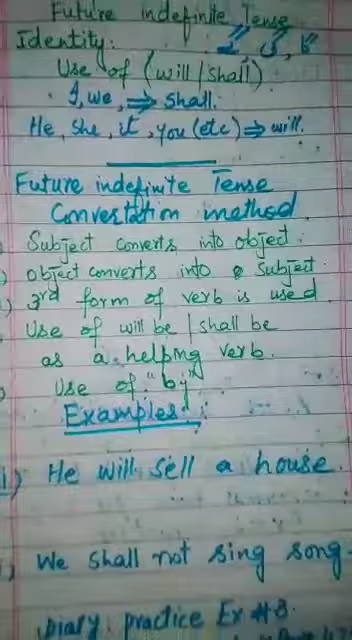 Future indefinite Tense
Identity:
Use of (will/shall)
I, we, ⇒ shall.
He, she, it, you (etc) ⇒ will.
Future indefinite Tense
Convertation method
Subject converts into object.
object converts into Subject.
3rd form of verb is used
Use of will be / shall be
as a helping verb.
Use of "by"
Examples:
He will sell a house.
We shall not sing song.
Diary: practice Ex # 3.